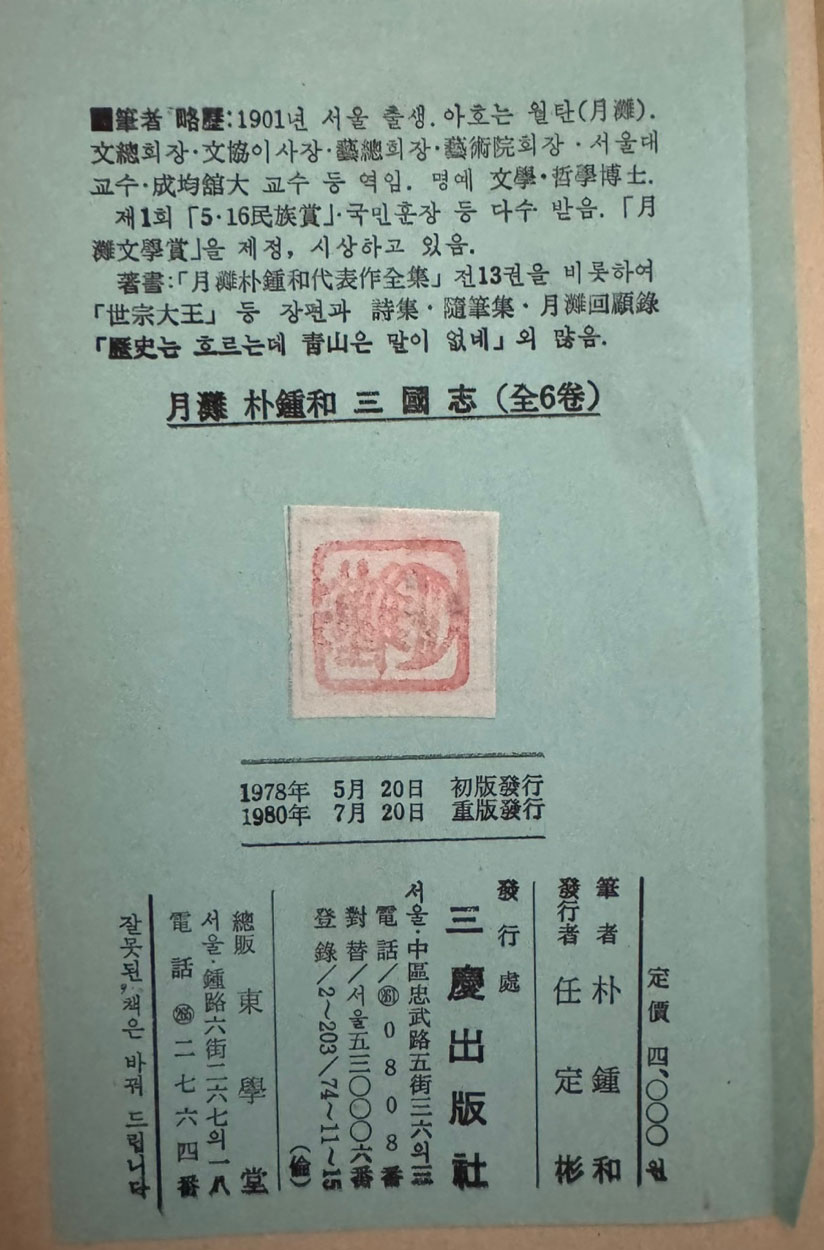 ■筆者 略歷:1901년 서울 출생. 아호는 월탄(月灘).
文總회장·文協이사장·藝總회장·藝術院회장·서울대
교수·成均館大 교수 등 역임. 명예 文學·哲學博士.
제1회 「5·16民族賞」·국민훈장 등 다수 받음. 「月
灘文學賞」을 제정, 시상하고 있음.
著書:「月灘朴鍾和代表作全集」 전13권을 비롯하여
「世宗大王」 등 장편과 詩集·隨筆集·月灘回顧錄
「歷史는 흐르는데 靑山은 말이 없네」외 많음.
月灘 朴鍾和 三 國 志 (全6卷)
1978年 5月 20日 初版發行
1980年 7月 20日 重版發行
定價 四、〇〇〇 원
筆者 朴鍾和
發行者 任定彬
發行處
三慶出版社
서울·中區忠武路五街三六의三
電話/261 0808番
對替/서울五三〇〇〇六番
登錄/2~203/74~11~15
(倫)
總販 東學堂
서울·鍾路六街二六七의一八
電話 265 二七六四番
잘못된 책은 바꿔 드립니다